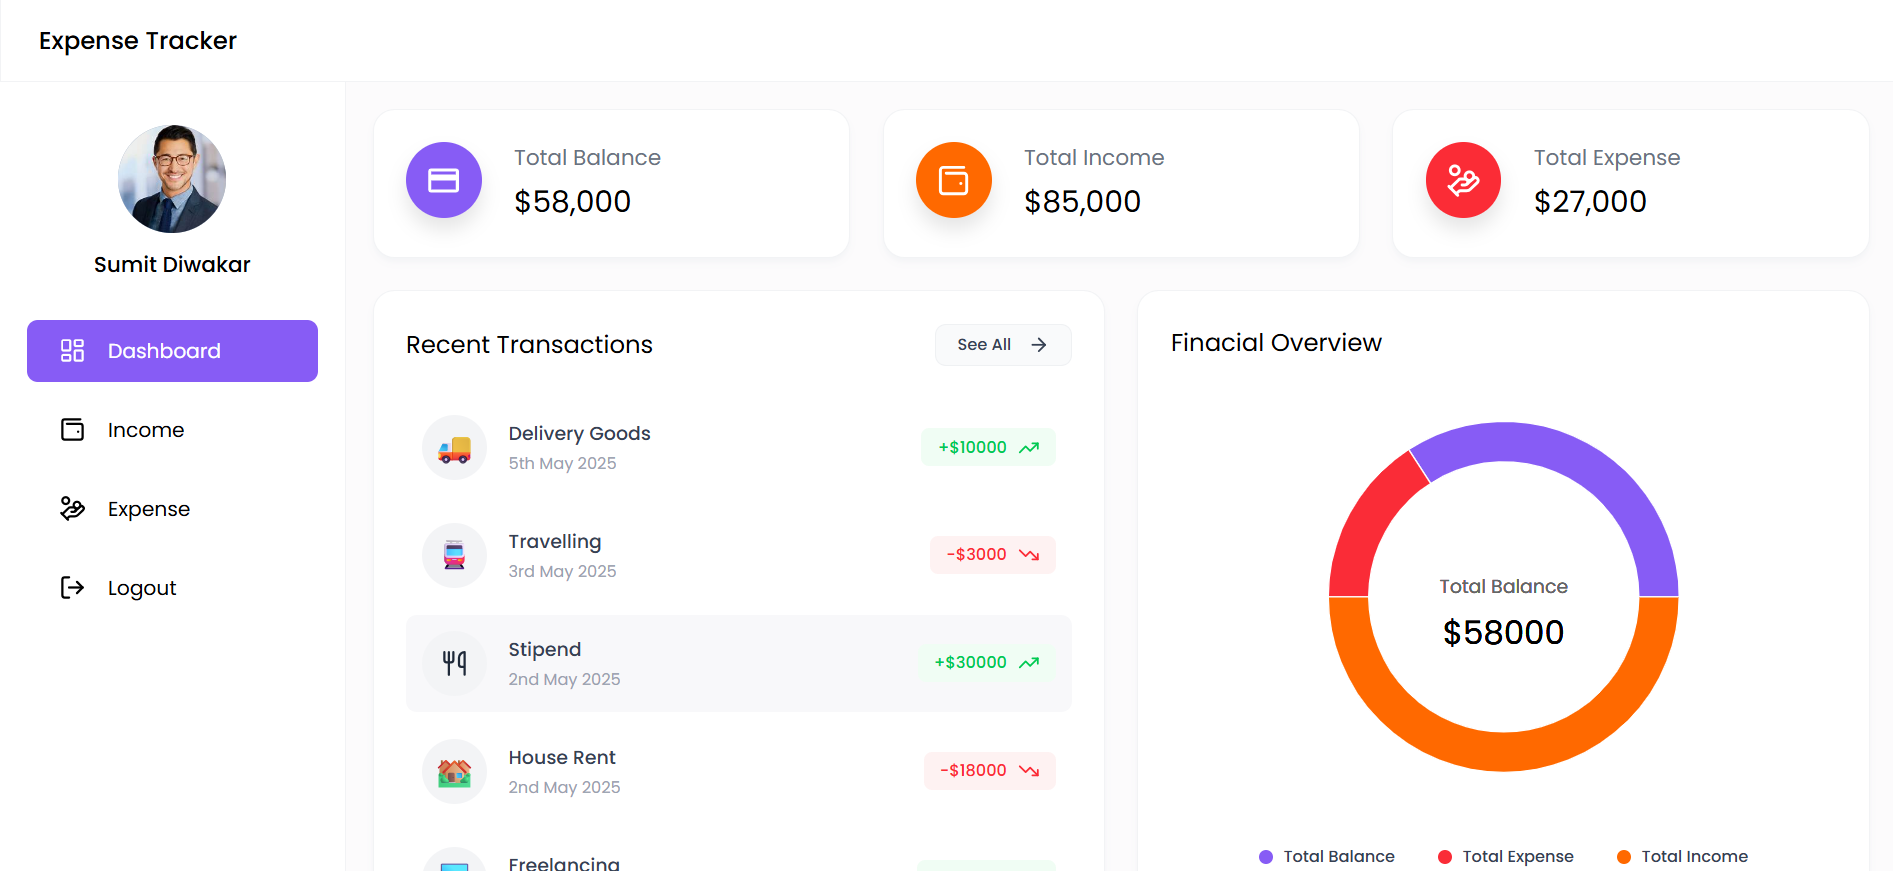 Expense Tracker
Sumit Diwakar
Dashboard
Income
Expense
Logout
Total Balance
$58,000
Total Income
$85,000
Total Expense
$27,000
Recent Transactions
See All
Delivery Goods
5th May 2025
+$10000
Travelling
3rd May 2025
-$3000
Stipend
2nd May 2025
+$30000
House Rent
2nd May 2025
-$18000
Freelancing
Finacial Overview
Total Balance
$58000
Total Balance
Total Expense
Total Income